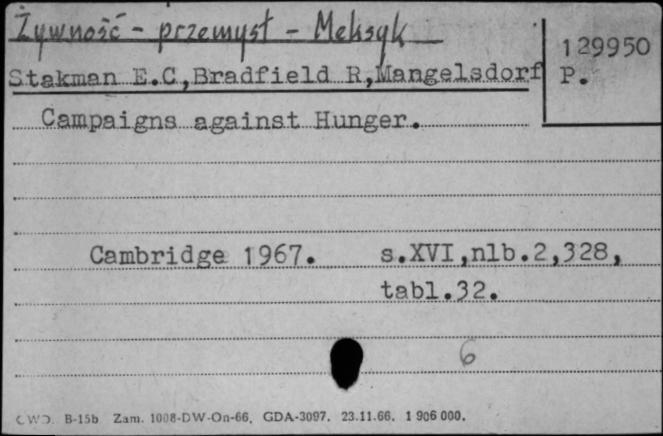 Żywność - przemysł - Meksyk
129950
Stakman E.C,Bradfield R,Mangelsdorf P.
Campaigns against Hunger.
Cambridge 1967. s.XVI,nlb.2,328,
tabl.32.
6
CWD. B-15b Zam. 1008-DW-On-66, GDA-3097. 23.11.66. 1 906 000.